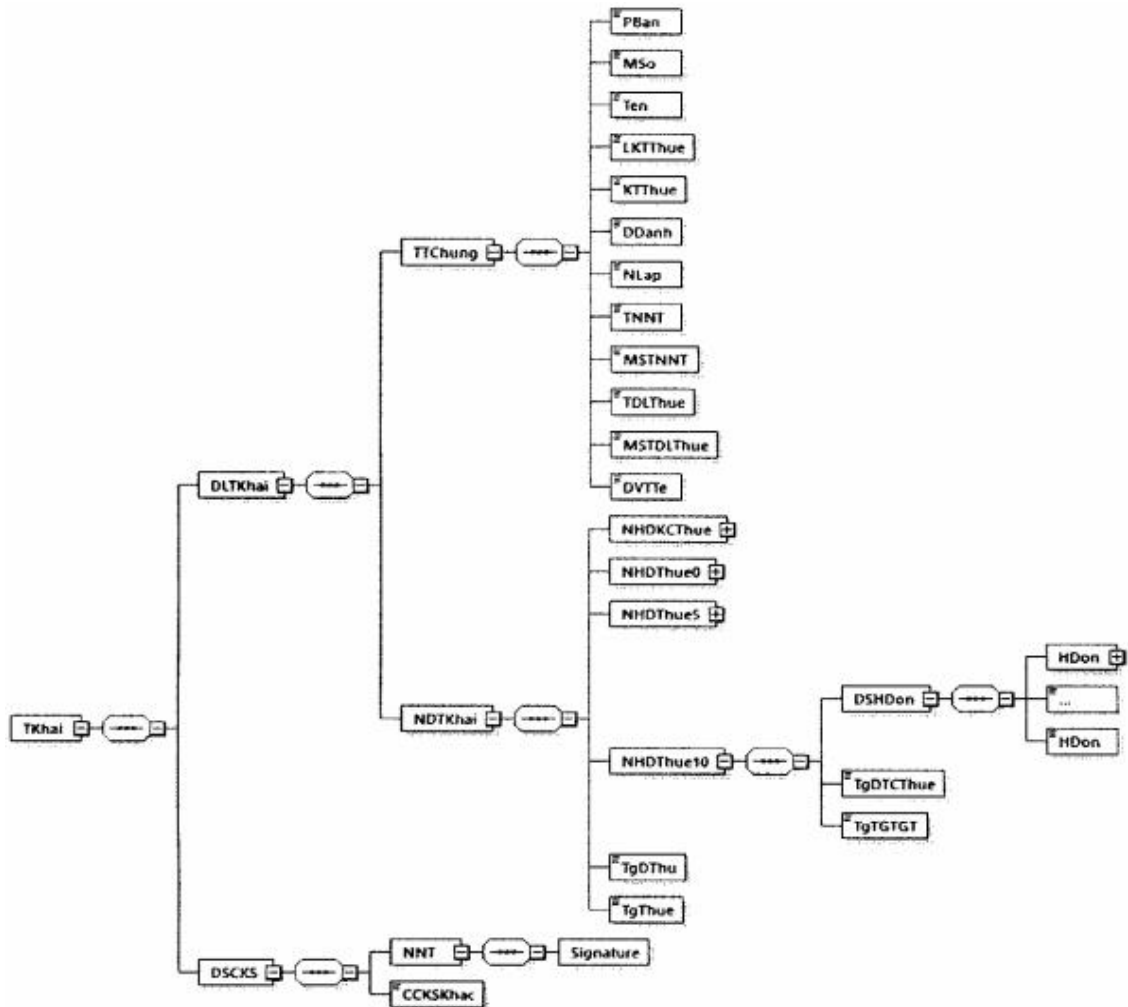 PBan
MSo
Ten
LKTThue
KTThue
DDanh
TTChung
NLap
TNNT
MSTNNT
TDLThue
MSTDLThue
DLTKhai
DVTTe
NHDKCThue
NHDThue0
NHDThue5
HDon
DSHDon
...
NDTKhai
TKhai
HDon
NHDThue10
TgDTCThue
TgTGTGT
TgDThu
TgThue
NNT
Signature
DSCKS
CCKSKhac